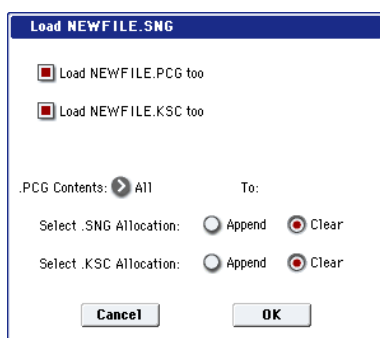 Load NEWFILE.SNG
Load NEWFILE.PCG too
Load NEWFILE.KSC too
.PCG Contents: All To:
Select .SNG Allocation: Append Clear
Select .KSC Allocation: Append Clear
Cancel OK